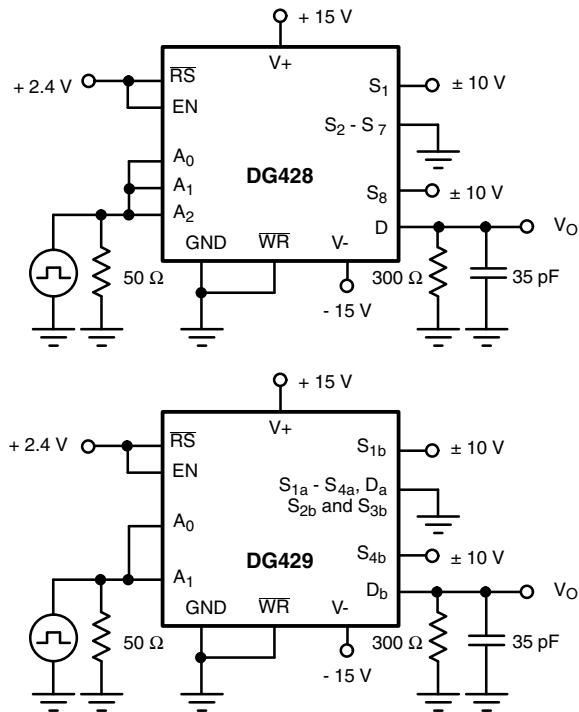 + 15 V
V+
+ 2.4 V
RS
EN
S1
± 10 V
S2 - S7
A0
A1
A2
DG428
S8
± 10 V
D
VO
GND
WR
V-
50 Ω
300 Ω
35 pF
- 15 V
+ 15 V
V+
+ 2.4 V
RS
EN
S1b
± 10 V
S1a - S4a, Da
S2b and S3b
A0
A1
DG429
S4b
± 10 V
Db
VO
GND
WR
V-
50 Ω
300 Ω
35 pF
- 15 V